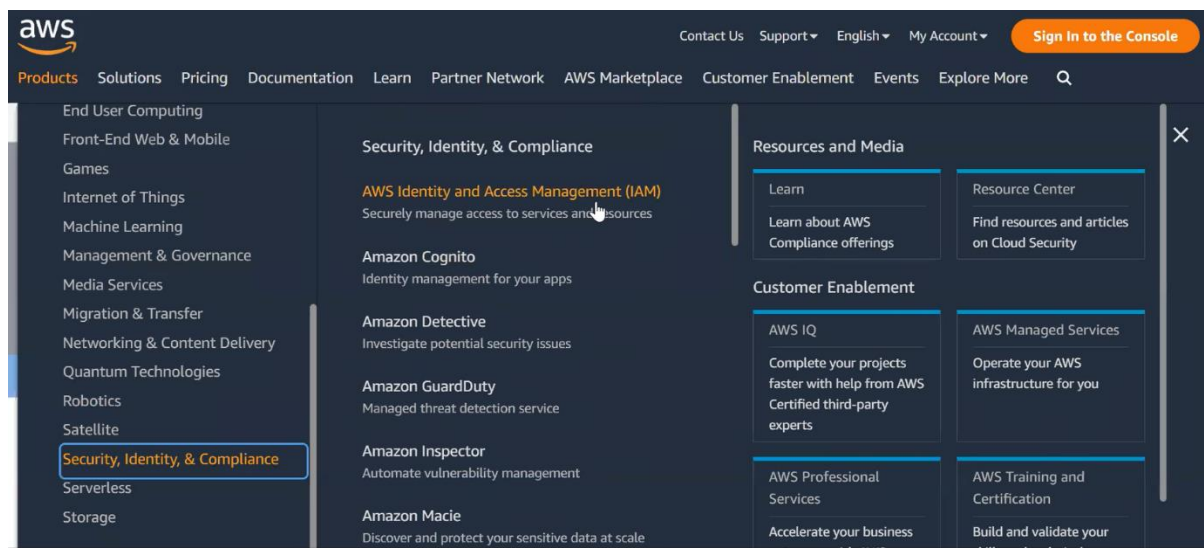 aws
Contact Us Support English My Account Sign In to the Console
Products Solutions Pricing Documentation Learn Partner Network AWS Marketplace Customer Enablement Events Explore More
End User Computing
Front-End Web & Mobile
Games
Internet of Things
Machine Learning
Management & Governance
Media Services
Migration & Transfer
Networking & Content Delivery
Quantum Technologies
Robotics
Satellite
Security, Identity, & Compliance
Serverless
Storage
Security, Identity, & Compliance
AWS Identity and Access Management (IAM)
Securely manage access to services and resources
Amazon Cognito
Identity management for your apps
Amazon Detective
Investigate potential security issues
Amazon GuardDuty
Managed threat detection service
Amazon Inspector
Automate vulnerability management
Amazon Macie
Discover and protect your sensitive data at scale
Resources and Media
Learn
Learn about AWS
Compliance offerings
Resource Center
Find resources and articles
on Cloud Security
Customer Enablement
AWS IQ
Complete your projects
faster with help from AWS
Certified third-party
experts
AWS Managed Services
Operate your AWS
infrastructure for you
AWS Professional
Services
Accelerate your business
AWS Training and
Certification
Build and validate your